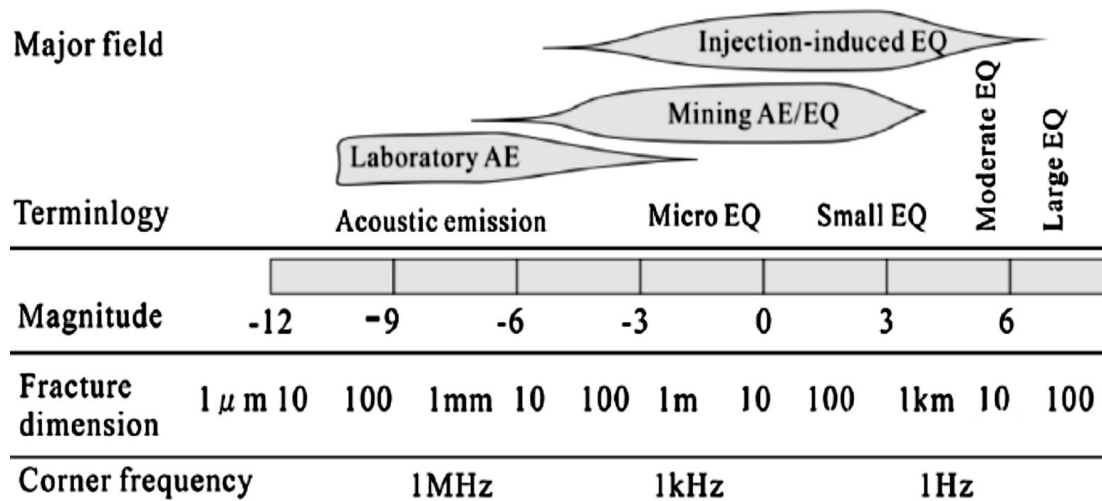 Major field
Injection-induced EQ
Mining AE/EQ
Laboratory AE
Terminlogy
Acoustic emission
Micro EQ
Small EQ
Moderate EQ
Large EQ
Magnitude -12 -9 -6 -3 0 3 6
Fracture dimension 1 μm 10 100 1mm 10 100 1m 10 100 1km 10 100
Corner frequency 1MHz 1kHz 1Hz